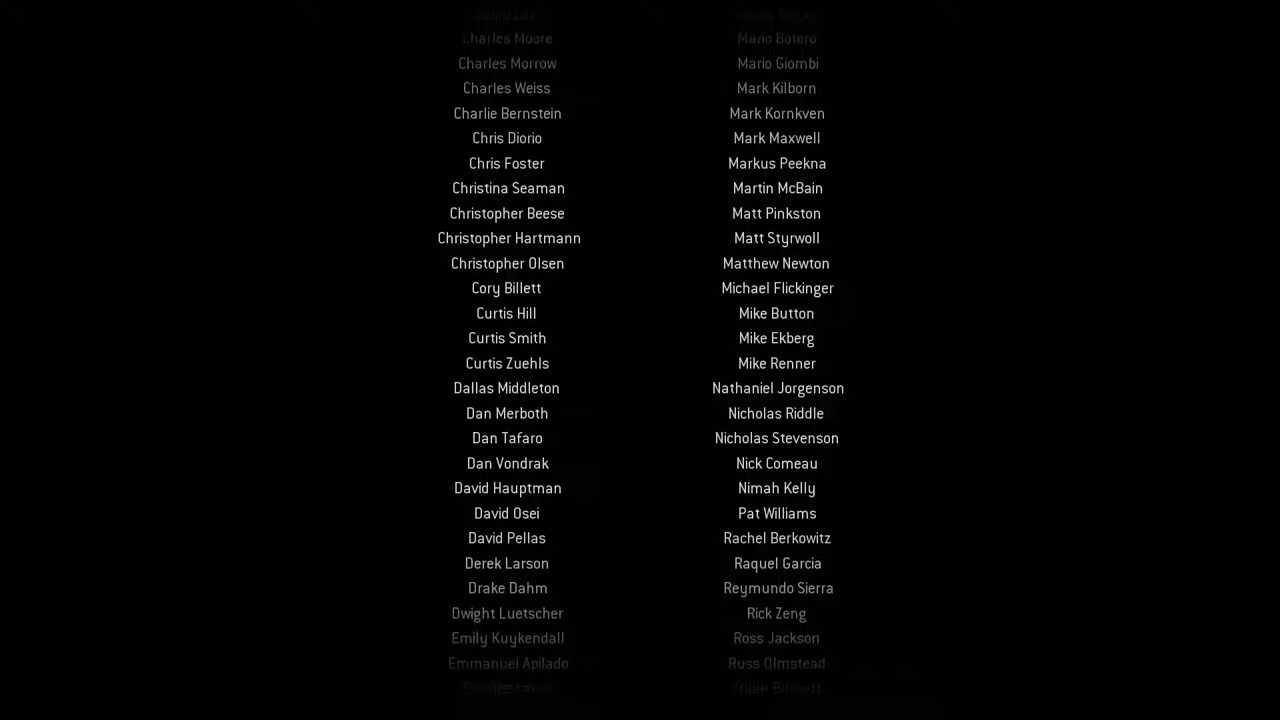 Charles Moore
Charles Morrow
Charles Weiss
Charlie Bernstein
Chris Diorio
Chris Foster
Christina Seaman
Christopher Beese
Christopher Hartmann
Christopher Olsen
Cory Billett
Curtis Hill
Curtis Smith
Curtis Zuehls
Dallas Middleton
Dan Merboth
Dan Tafaro
Dan Vondrak
David Hauptman
David Osei
David Pellas
Derek Larson
Drake Dahm
Dwight Luetscher
Emily Kuykendall
Emmanuel Apilado
Mario Botero
Mario Giombi
Mark Kilborn
Mark Kornkven
Mark Maxwell
Markus Peekna
Martin McBain
Matt Pinkston
Matt Styrwoll
Matthew Newton
Michael Flickinger
Mike Button
Mike Ekberg
Mike Renner
Nathaniel Jorgenson
Nicholas Riddle
Nicholas Stevenson
Nick Comeau
Nimah Kelly
Pat Williams
Rachel Berkowitz
Raquel Garcia
Reymundo Sierra
Rick Zeng
Ross Jackson
Russ Olmstead